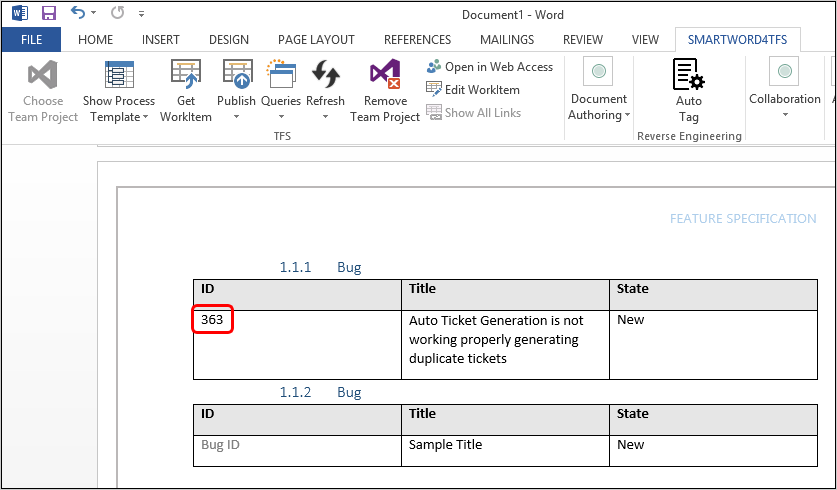 Document1 - Word
FILE HOME INSERT DESIGN PAGE LAYOUT REFERENCES MAILINGS REVIEW VIEW SMARTWORD4TFS
Choose Team Project
Show Process Template
Get WorkItem
Publish
Queries
Refresh
Remove Team Project
Open in Web Access
Edit WorkItem
Show All Links
TFS
Document Authoring
Auto Tag
Reverse Engineering
Collaboration
FEATURE SPECIFICATION
1.1.1 Bug
ID Title State
363 Auto Ticket Generation is not New
working properly generating
duplicate tickets
1.1.2 Bug
ID Title State
Bug ID Sample Title New